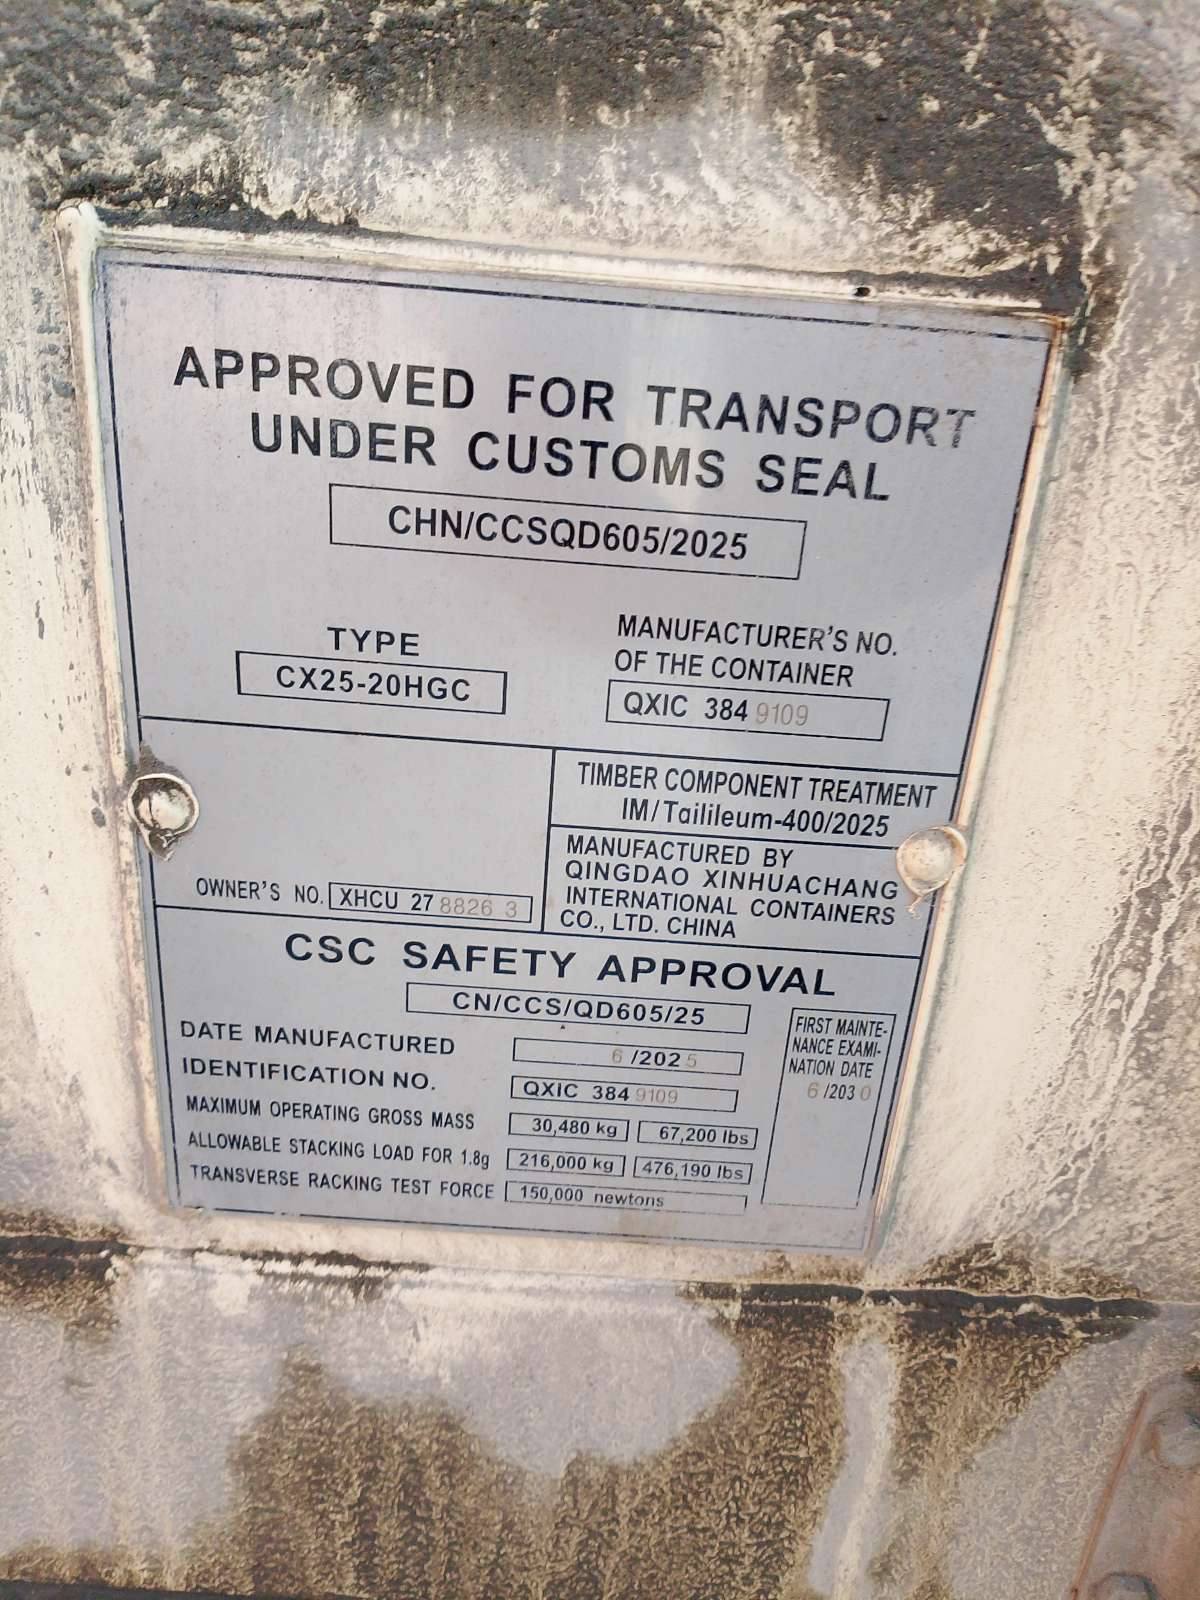 APPROVED FOR TRANSPORT
UNDER CUSTOMS SEAL
CHN/CCSQD605/2025
TYPE
CX25-20HGC
MANUFACTURER'S NO.
OF THE CONTAINER
QXIC 384 9109
TIMBER COMPONENT TREATMENT
IM/Tailileum-400/2025
MANUFACTURED BY
QINGDAO XINHUACHANG
INTERNATIONAL CONTAINERS
CO., LTD. CHINA
OWNER'S NO. XHCU 27 8826 3
CSC SAFETY APPROVAL
CN/CCS/QD605/25
DATE MANUFACTURED 6/2025
IDENTIFICATION NO. QXIC 384 9109
MAXIMUM OPERATING GROSS MASS 30,480 kg 67,200 lbs
ALLOWABLE STACKING LOAD FOR 1.8g 216,000 kg 476,190 lbs
TRANSVERSE RACKING TEST FORCE 150,000 newtons
FIRST MAINTE-
NANCE EXAMI-
NATION DATE
6/2030